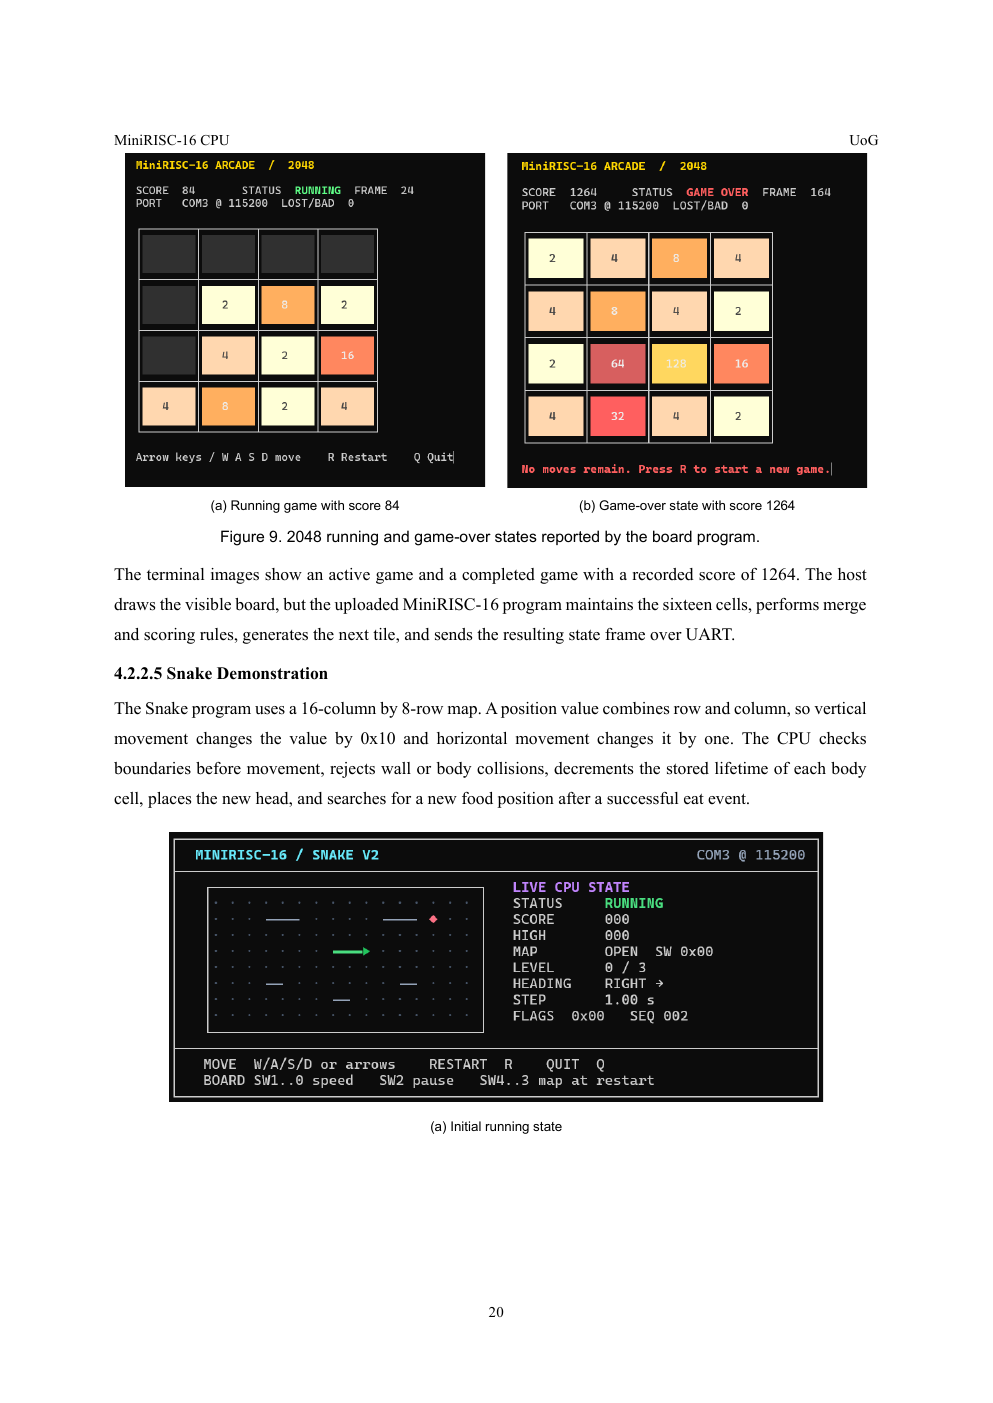 MiniRISC-16 CPU UoG
MiniRISC-16 ARCADE / 2048
SCORE 84 STATUS RUNNING FRAME 24
PORT COM3 @ 115200 LOST/BAD 0
2 8 2
4 2 16
4 8 2 4
Arrow keys / W A S D move R Restart Q Quit
MiniRISC-16 ARCADE / 2048
SCORE 1264 STATUS GAME OVER FRAME 164
PORT COM3 @ 115200 LOST/BAD 0
2 4 8 4
4 8 4 2
2 64 128 16
4 32 4 2
No moves remain. Press R to start a new game.
(a) Running game with score 84
(b) Game-over state with score 1264
Figure 9. 2048 running and game-over states reported by the board program.
The terminal images show an active game and a completed game with a recorded score of 1264. The host
draws the visible board, but the uploaded MiniRISC-16 program maintains the sixteen cells, performs merge
and scoring rules, generates the next tile, and sends the resulting state frame over UART.
4.2.2.5 Snake Demonstration
The Snake program uses a 16-column by 8-row map. A position value combines row and column, so vertical
movement changes the value by 0x10 and horizontal movement changes it by one. The CPU checks
boundaries before movement, rejects wall or body collisions, decrements the stored lifetime of each body
cell, places the new head, and searches for a new food position after a successful eat event.
MINIRISC-16 / SNAKE V2 COM3 @ 115200
LIVE CPU STATE
STATUS RUNNING
SCORE 000
HIGH 000
MAP OPEN SW 0x00
LEVEL 0 / 3
HEADING RIGHT →
STEP 1.00 s
FLAGS 0x00 SEQ 002
MOVE W/A/S/D or arrows RESTART R QUIT Q
BOARD SW1..0 speed SW2 pause SW4..3 map at restart
(a) Initial running state
20